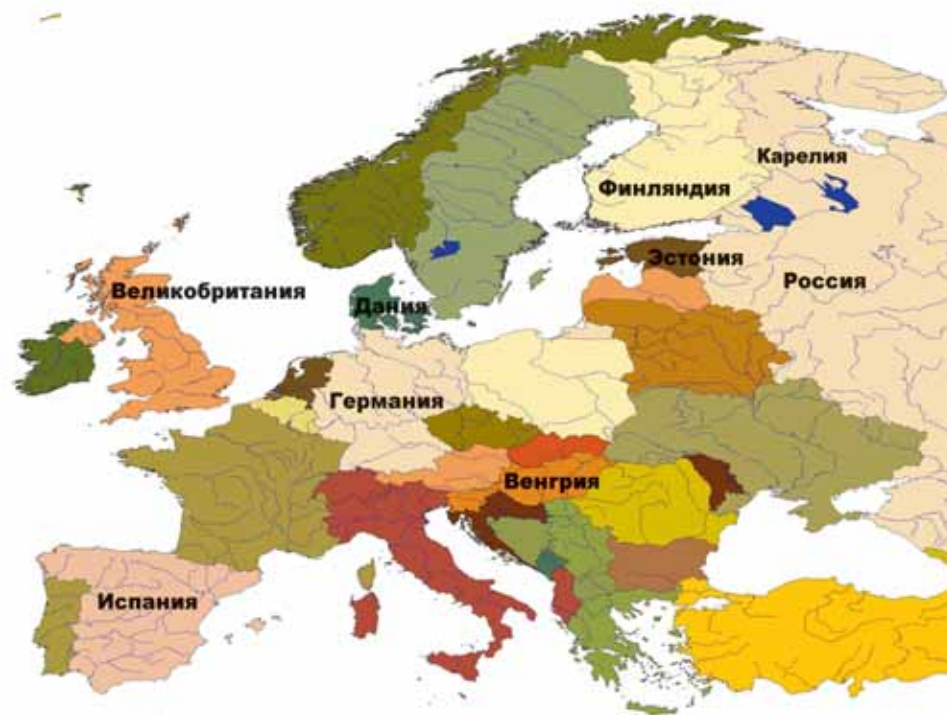 Карелия
Финляндия
Эстония
Россия
Великобритания
Дания
Германия
Венгрия
Испания